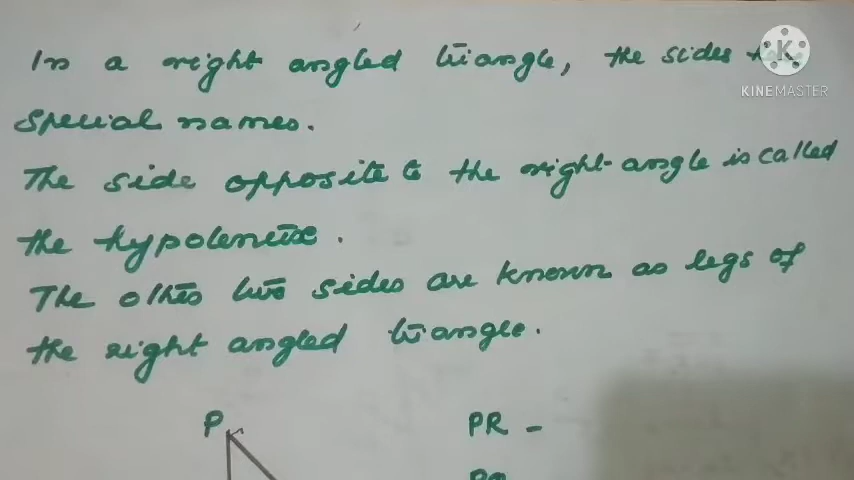 In a right angled triangle, the sides
KINEMASTER
special names.
The side opposite to the right-angle is called
the hypotenuse.
The other two sides are known as legs of
the right angled triangle.
P
PR -